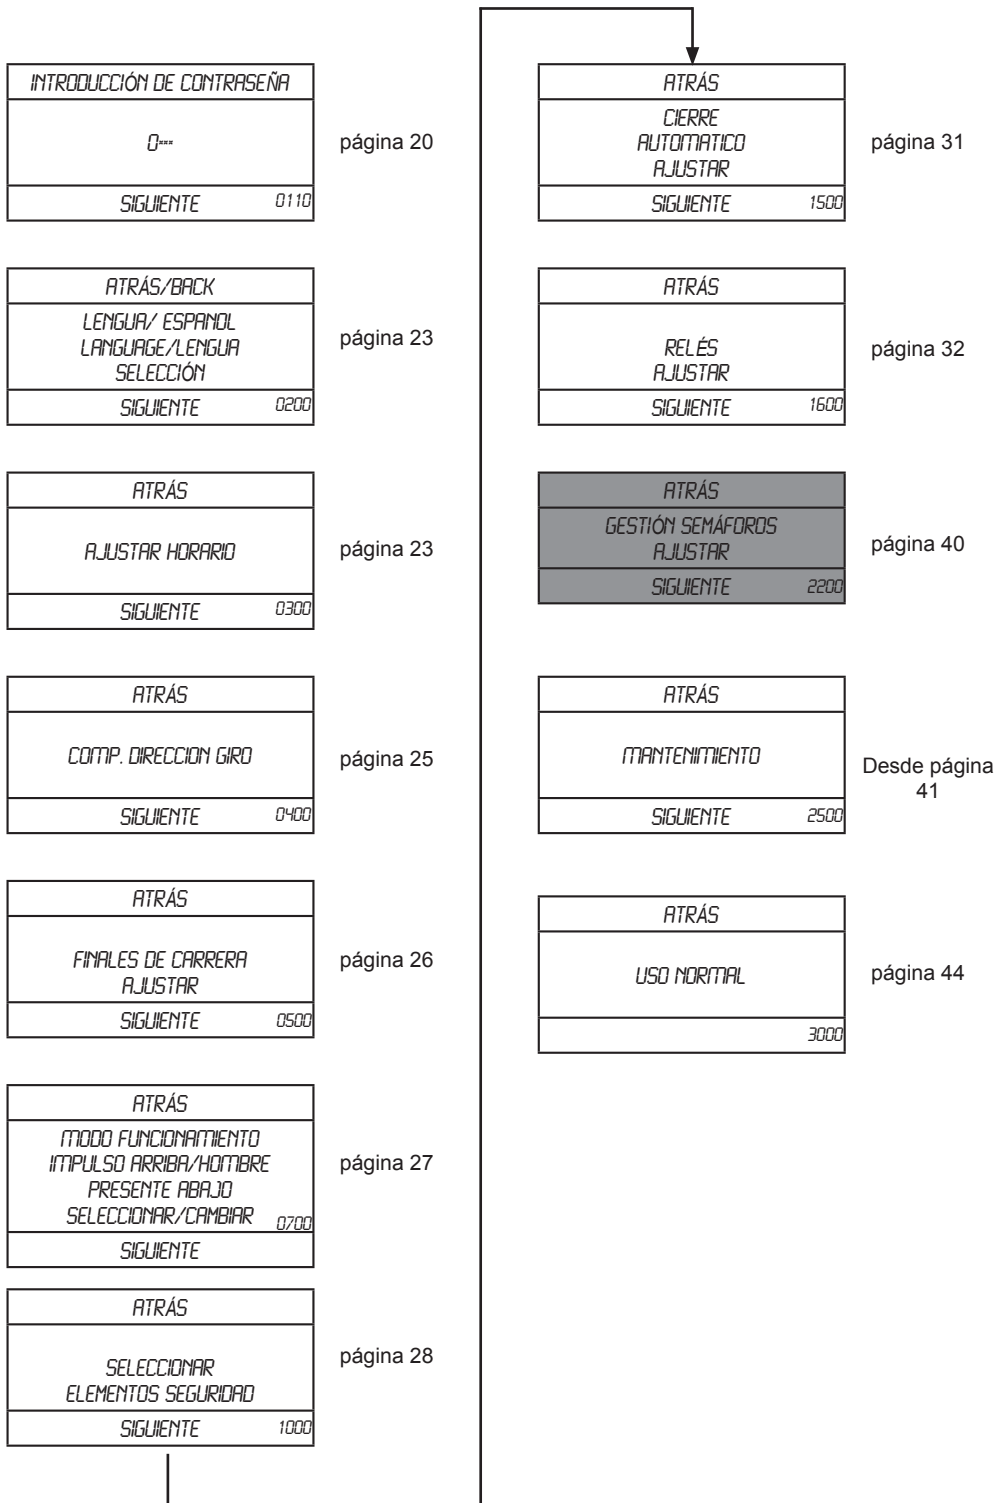 INTRODUCCIÓN DE CONTRASEÑA
0***
SIGUIENTE 0110
página 20
ATRÁS/BACK
LENGUA/ ESPANOL
LANGUAGE/LENGUA
SELECCIÓN
SIGUIENTE 0200
página 23
ATRÁS
AJUSTAR HORARIO
SIGUIENTE 0300
página 23
ATRÁS
COMP. DIRECCION GIRO
SIGUIENTE 0400
página 25
ATRÁS
FINALES DE CARRERA
AJUSTAR
SIGUIENTE 0500
página 26
ATRÁS
MODO FUNCIONAMIENTO
IMPULSO ARRIBA/HOMBRE
PRESENTE ABAJO
SELECCIONAR/CAMBIAR 0700
SIGUIENTE
página 27
ATRÁS
SELECCIONAR
ELEMENTOS SEGURIDAD
SIGUIENTE 1000
página 28
ATRÁS
CIERRE
AUTOMATICO
AJUSTAR
SIGUIENTE 1500
página 31
ATRÁS
RELÉS
AJUSTAR
SIGUIENTE 1600
página 32
ATRÁS
GESTIÓN SEMÁFOROS
AJUSTAR
SIGUIENTE 2200
página 40
ATRÁS
MANTENIMIENTO
SIGUIENTE 2500
Desde página
41
ATRÁS
USO NORMAL
3000
página 44